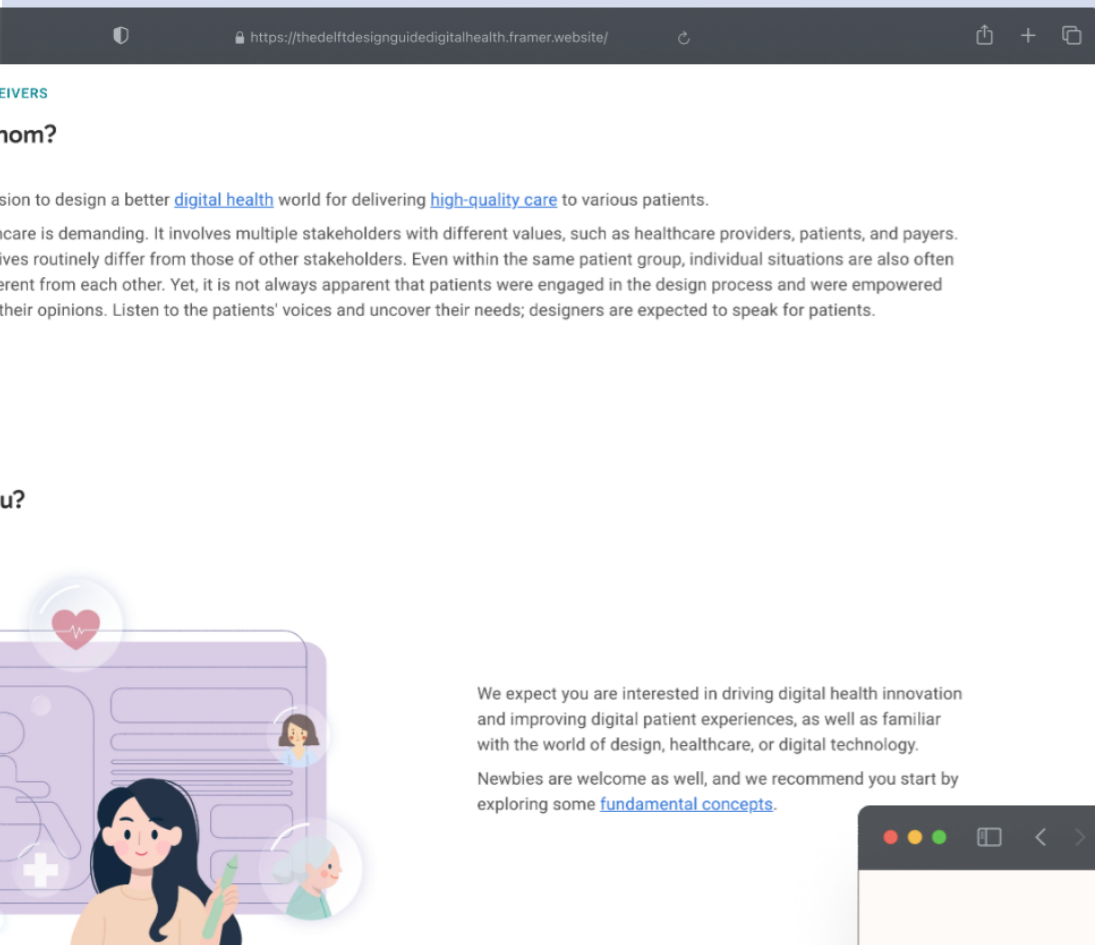 https://thedelftdesignguidedigitalhealth.framer.website/
EIVERS
hom?
sion to design a better digital health world for delivering high-quality care to various patients.
care is demanding. It involves multiple stakeholders with different values, such as healthcare providers, patients, and payers.
ives routinely differ from those of other stakeholders. Even within the same patient group, individual situations are also often
erent from each other. Yet, it is not always apparent that patients were engaged in the design process and were empowered
their opinions. Listen to the patients' voices and uncover their needs; designers are expected to speak for patients.
u?
We expect you are interested in driving digital health innovation
and improving digital patient experiences, as well as familiar
with the world of design, healthcare, or digital technology.
Newbies are welcome as well, and we recommend you start by
exploring some fundamental concepts.